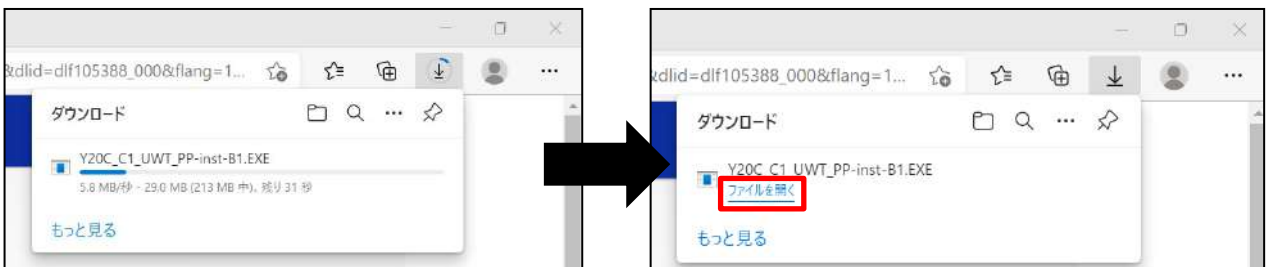 &dlid=dlf105388_000&flang=1...
ダウンロード
Y20C_C1_UWT_PP-inst-B1.EXE
5.8 MB/秒 - 29.0 MB (213 MB 中)、残り 31 秒
もっと見る
&dlid=dlf105388_000&flang=1...
ダウンロード
Y20C_C1_UWT_PP-inst-B1.EXE
ファイルを開く
もっと見る